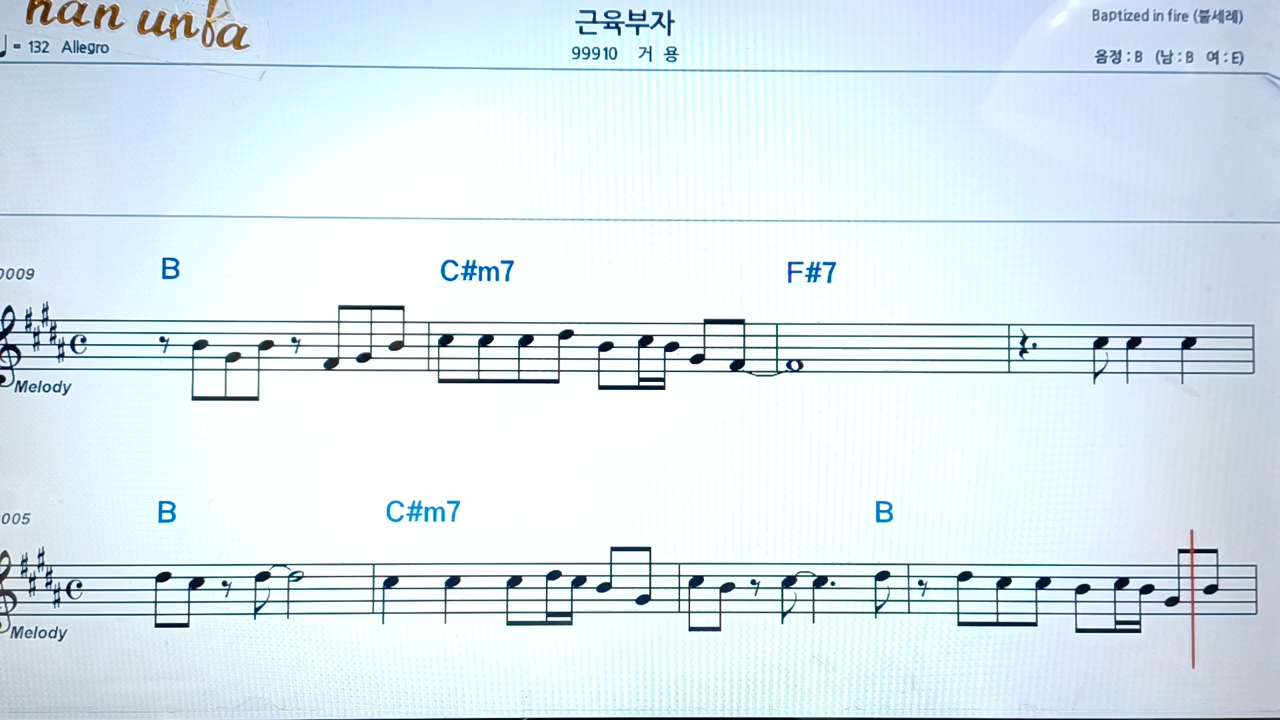 han unba
근육부자
Baptized in fire (불세례)
♩ = 132 Allegro
99910 거 용
음정 : B (남 : B 여 : E)
0009
B C#m7 F#7
Melody
005
B C#m7 B
Melody